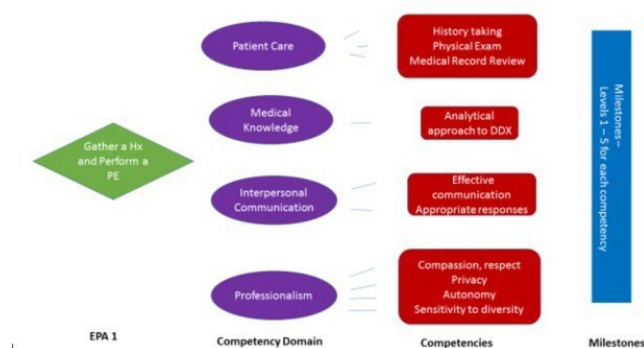 Gather a Hx
and Perform a
PE
EPA 1
Patient Care
Medical
Knowledge
Interpersonal
Communication
Professionalism
Competency Domain
History taking
Physical Exam
Medical Record Review
Analytical
approach to DDX
Effective
communication
Appropriate responses
Compassion, respect
Privacy
Autonomy
Sensitivity to diversity
Competencies
Milestones –
Levels 1 – 5 for each competency
Milestones